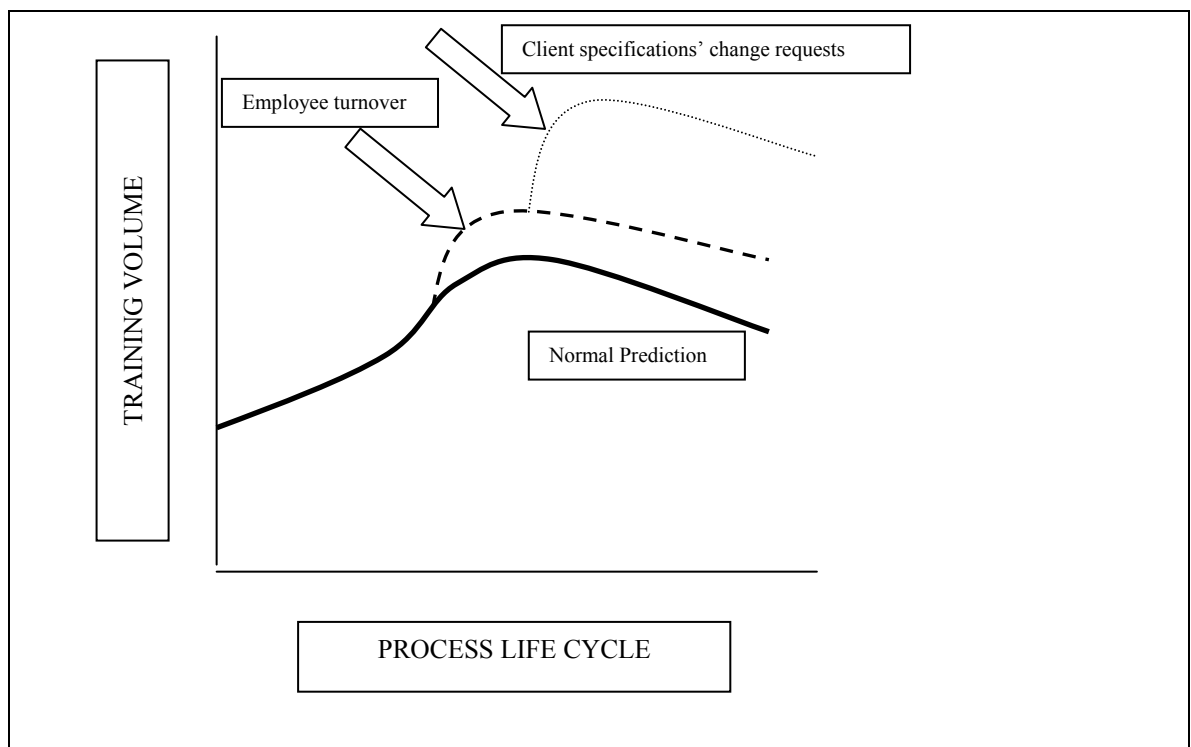 Client specifications’ change requests
Employee turnover
TRAINING VOLUME
Normal Prediction
PROCESS LIFE CYCLE